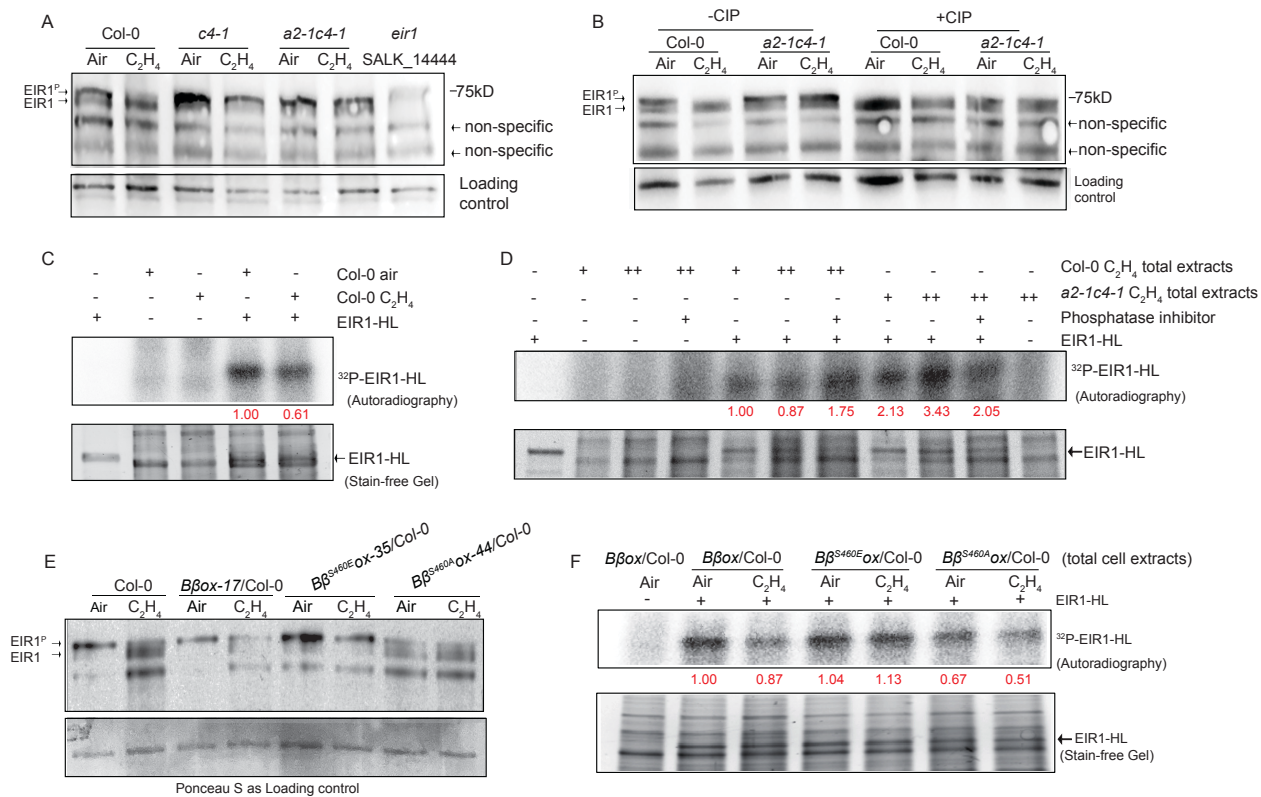 A
Col-0 c4-1 a2-1c4-1 eir1
Air C₂H₄ Air C₂H₄ Air C₂H₄ SALK_14444
EIR1ᴾ
EIR1
-75kD
non-specific
non-specific
Loading
control
B
-CIP +CIP
Col-0 a2-1c4-1 Col-0 a2-1c4-1
Air C₂H₄ Air C₂H₄ Air C₂H₄ Air C₂H₄
EIR1ᴾ
EIR1
-75kD
non-specific
non-specific
Loading
control
C
- + - + - Col-0 air
- - + - + Col-0 C₂H₄
+ - - + + EIR1-HL
³²P-EIR1-HL
(Autoradiography)
1.00 0.61
EIR1-HL
(Stain-free Gel)
D
- + ++ ++ + ++ ++ - - - - Col-0 C₂H₄ total extracts
- - - - - - - + ++ ++ ++ a2-1c4-1 C₂H₄ total extracts
- - - + - - + - - + - Phosphatase inhibitor
+ - - - + + + + + + - EIR1-HL
³²P-EIR1-HL
(Autoradiography)
1.00 0.87 1.75 2.13 3.43 2.05
EIR1-HL
E
Col-0 Bβox-17/Col-0 Bβˢ⁴⁶⁰ᴱox-35/Col-0 Bβˢ⁴⁶⁰ᴬox-44/Col-0
Air C₂H₄ Air C₂H₄ Air C₂H₄ Air C₂H₄
EIR1ᴾ
EIR1
Ponceau S as Loading control
F
Bβox/Col-0 Bβox/Col-0 Bβˢ⁴⁶⁰ᴱox/Col-0 Bβˢ⁴⁶⁰ᴬox/Col-0 (total cell extracts)
Air Air C₂H₄ Air C₂H₄ Air C₂H₄
- + + + + + + EIR1-HL
³²P-EIR1-HL
(Autoradiography)
1.00 0.87 1.04 1.13 0.67 0.51
EIR1-HL
(Stain-free Gel)